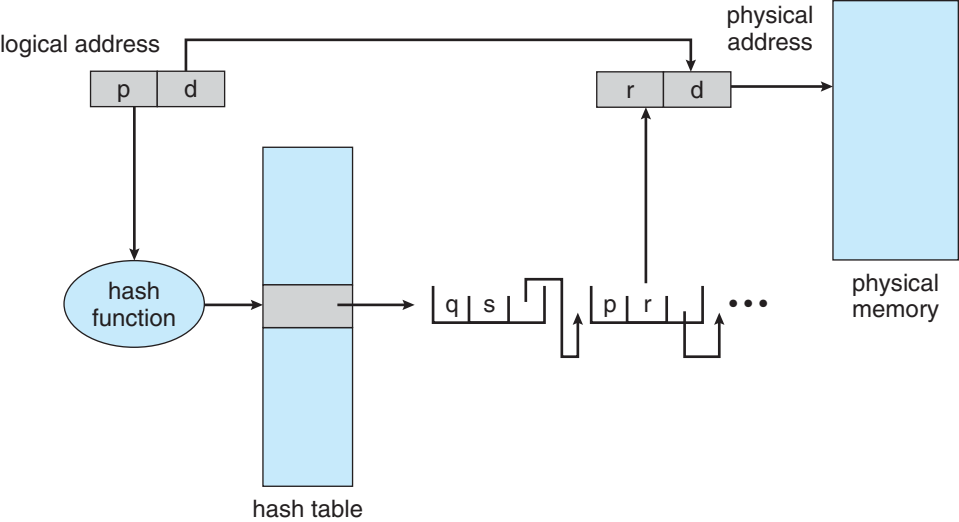 logical address
physical
address
p d
r d
hash
function
q s
p r
•••
physical
memory
hash table